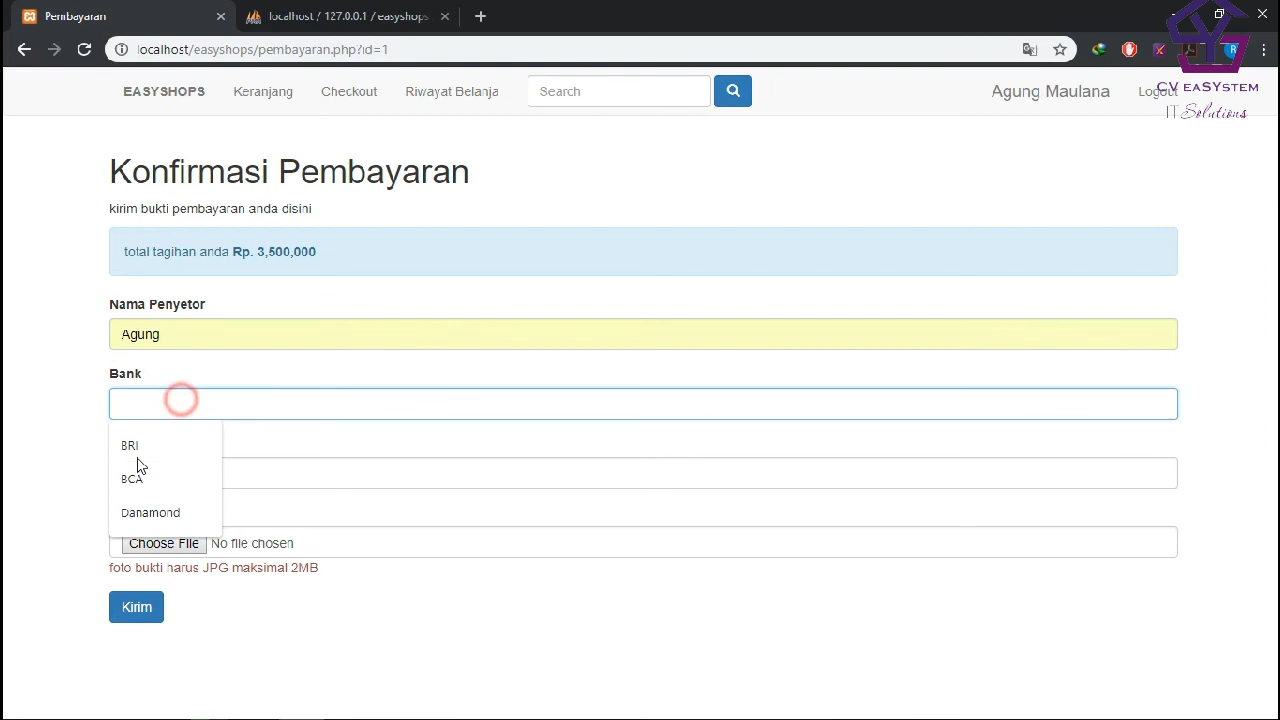 Pembayaran
localhost / 127.0.0.1 / easyshops
localhost/easyshops/pembayaran.php?id=1
EASYSHOPS
Keranjang
Checkout
Riwayat Belanja
Search
Agung Maulana
Logout
CV EASYSTEM
IT Solutions
Konfirmasi Pembayaran
kirim bukti pembayaran anda disini
total tagihan anda Rp. 3,500,000
Nama Penyetor
Agung
Bank
BRI
BCA
Danamond
Choose File No file chosen
foto bukti harus JPG maksimal 2MB
Kirim